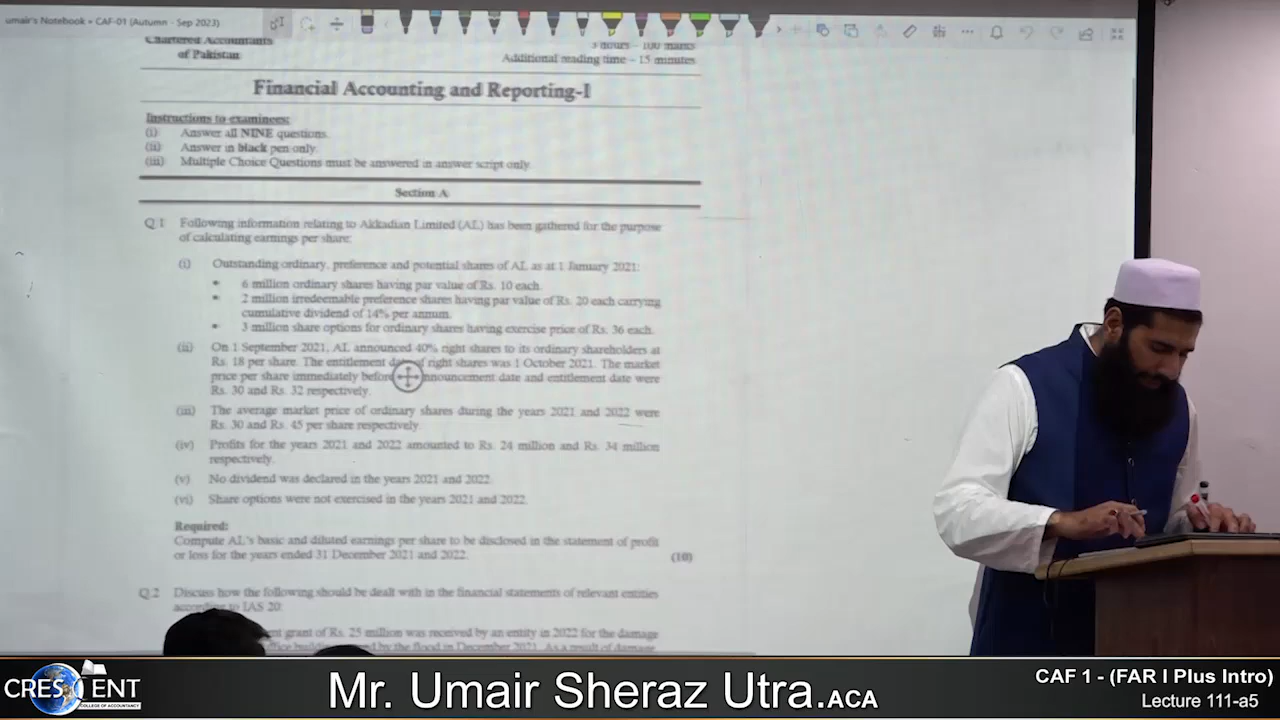 umair's Notebook » CAF-01 (Autumn - Sep 2023)
Chartered Accountants
of Pakistan
3 hours – 100 marks
Additional reading time – 15 minutes
Financial Accounting and Reporting-I
Instructions to examinees:
(i) Answer all NINE questions.
(ii) Answer in black pen only.
(iii) Multiple Choice Questions must be answered in answer script only.
Section A
Q.1 Following information relating to Akkadian Limited (AL) has been gathered for the purpose
of calculating earnings per share:
(i) Outstanding ordinary, preference and potential shares of AL as at 1 January 2021:
• 6 million ordinary shares having par value of Rs. 10 each.
• 2 million irredeemable preference shares having par value of Rs. 20 each carrying
cumulative dividend of 14% per annum.
• 3 million share options for ordinary shares having exercise price of Rs. 36 each.
(ii) On 1 September 2021, AL announced 40% right shares to its ordinary shareholders at
Rs. 18 per share. The entitlement date of right shares was 1 October 2021. The market
price per share immediately before announcement date and entitlement date were
Rs. 30 and Rs. 32 respectively.
(iii) The average market price of ordinary shares during the years 2021 and 2022 were
Rs. 30 and Rs. 45 per share respectively.
(iv) Profits for the years 2021 and 2022 amounted to Rs. 24 million and Rs. 34 million
respectively.
(v) No dividend was declared in the years 2021 and 2022.
(vi) Share options were not exercised in the years 2021 and 2022.
Required:
Compute AL's basic and diluted earnings per share to be disclosed in the statement of profit
or loss for the years ended 31 December 2021 and 2022. (10)
Q.2 Discuss how the following should be dealt with in the financial statements of relevant entities
according to IAS 20:
grant of Rs. 25 million was received by an entity in 2022 for the damage
by the flood in December 2021. As a result of damage,
CRESCENT
COLLEGE OF ACCOUNTANCY
Mr. Umair Sheraz Utra.ACA
CAF 1 - (FAR I Plus Intro)
Lecture 111-a5